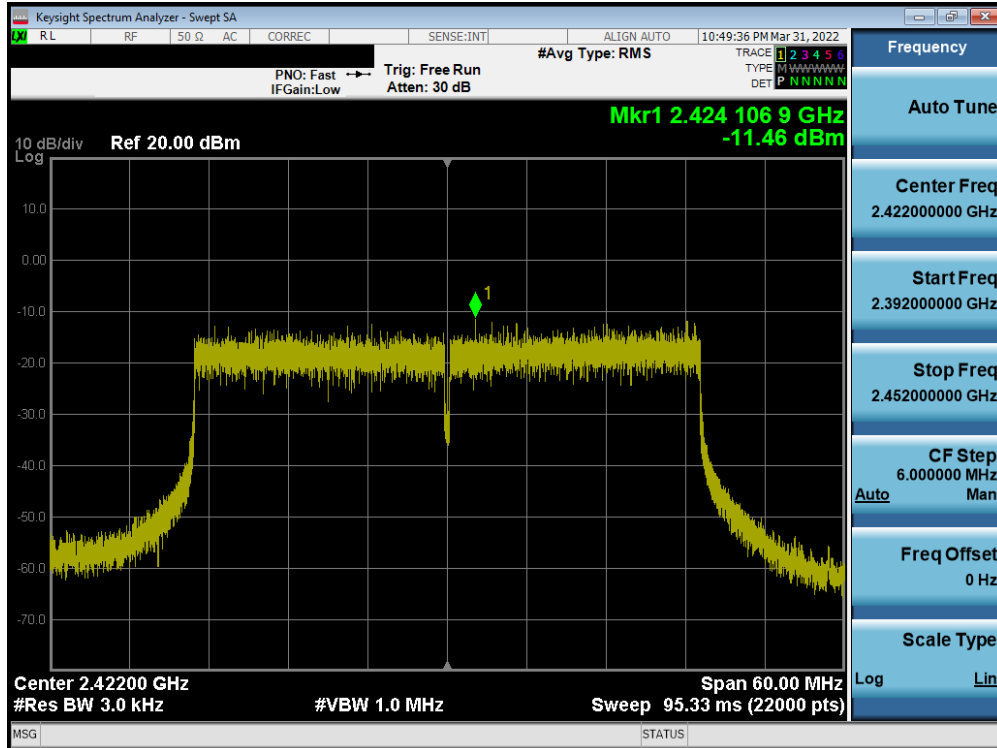 Keysight Spectrum Analyzer - Swept SA
LXI RL RF 50 Ω AC CORREC SENSE:INT ALIGN AUTO 10:49:36 PM Mar 31, 2022
#Avg Type: RMS TRACE 1 2 3 4 5 6
PNO: Fast Trig: Free Run TYPE M WWWWW
IFGain:Low Atten: 30 dB DET P N N N N N
Mkr1 2.424 106 9 GHz
10 dB/div Ref 20.00 dBm -11.46 dBm
Log
10.0
0.00
1
-10.0
-20.0
-30.0
-40.0
-50.0
-60.0
-70.0
Center 2.42200 GHz Span 60.00 MHz
#Res BW 3.0 kHz #VBW 1.0 MHz Sweep 95.33 ms (22000 pts)
MSG STATUS
Frequency
Auto Tune
Center Freq
2.422000000 GHz
Start Freq
2.392000000 GHz
Stop Freq
2.452000000 GHz
CF Step
6.000000 MHz
Auto Man
Freq Offset
0 Hz
Scale Type
Log Lin